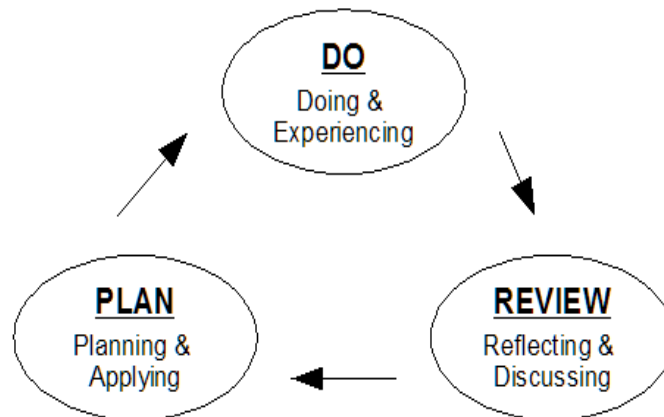 DO
Doing &
Experiencing
PLAN
Planning &
Applying
REVIEW
Reflecting &
Discussing